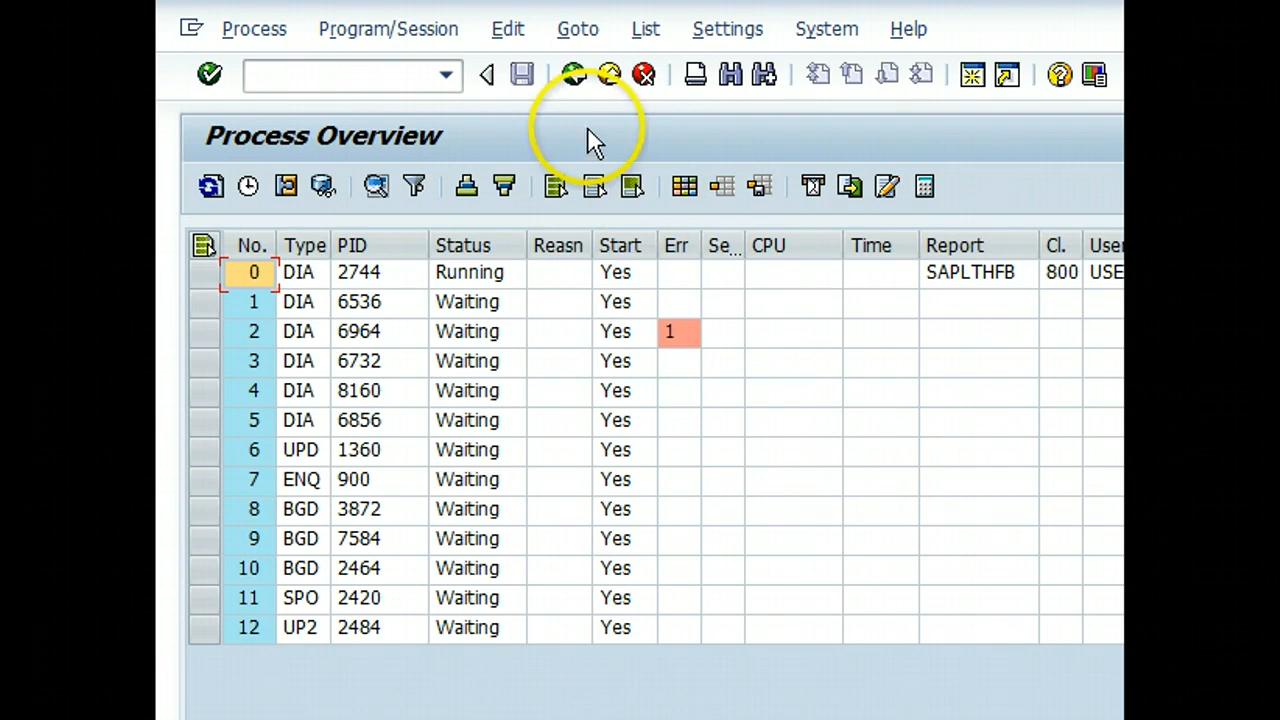 Process Program/Session Edit Goto List Settings System Help
Process Overview
No. Type PID Status Reasn Start Err Se... CPU Time Report Cl. User
0 DIA 2744 Running Yes SAPLTHFB 800 USE
1 DIA 6536 Waiting Yes
2 DIA 6964 Waiting Yes 1
3 DIA 6732 Waiting Yes
4 DIA 8160 Waiting Yes
5 DIA 6856 Waiting Yes
6 UPD 1360 Waiting Yes
7 ENQ 900 Waiting Yes
8 BGD 3872 Waiting Yes
9 BGD 7584 Waiting Yes
10 BGD 2464 Waiting Yes
11 SPO 2420 Waiting Yes
12 UP2 2484 Waiting Yes